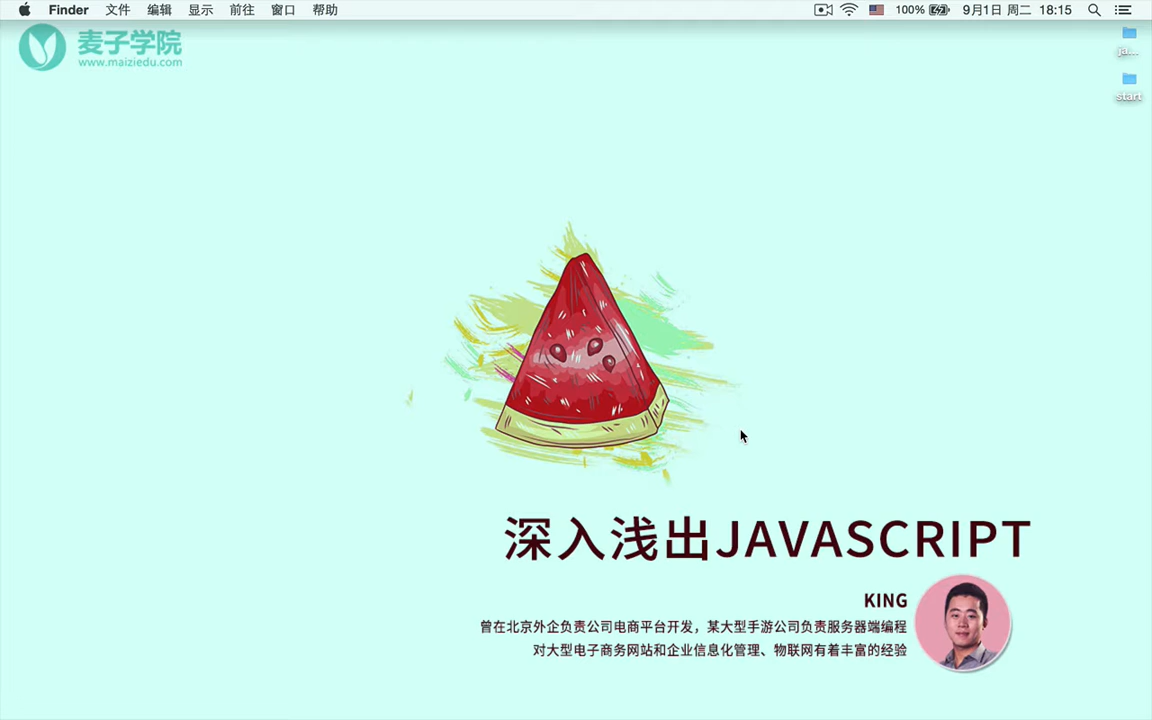 Finder 文件 编辑 显示 前往 窗口 帮助 100% 9月1日 周二 18:15
麦子学院
www.maiziedu.com
ja...
start
深入浅出JAVASCRIPT
KING
曾在北京外企负责公司电商平台开发，某大型手游公司负责服务器端编程
对大型电子商务网站和企业信息化管理、物联网有着丰富的经验